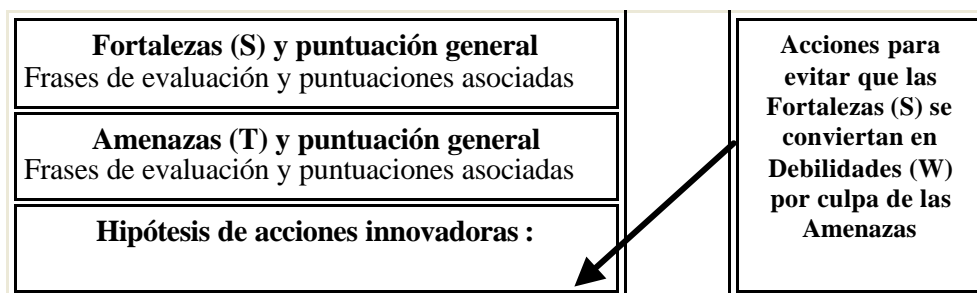 Fortalezas (S) y puntuación general
Frases de evaluación y puntuaciones asociadas
Amenazas (T) y puntuación general
Frases de evaluación y puntuaciones asociadas
Hipótesis de acciones innovadoras :
Acciones para
evitar que las
Fortalezas (S) se
conviertan en
Debilidades (W)
por culpa de las
Amenazas